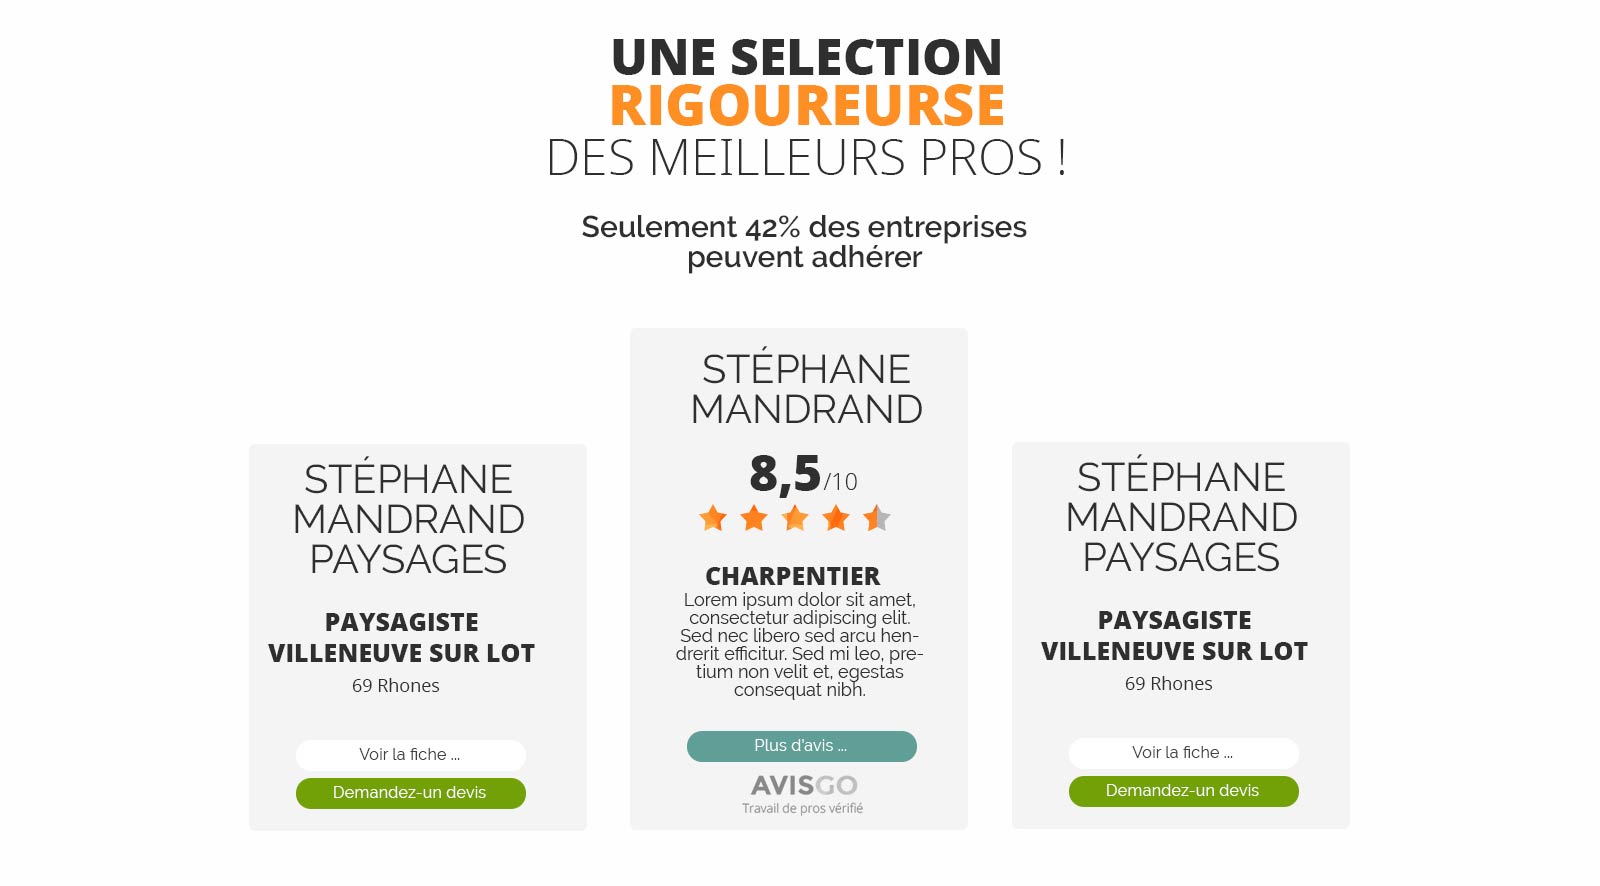 UNE SELECTION
RIGOUREURSE
DES MEILLEURS PROS !
Seulement 42% des entreprises
peuvent adhérer
STÉPHANE
MANDRAND
PAYSAGES
PAYSAGISTE
VILLENEUVE SUR LOT
69 Rhones
Voir la fiche ...
Demandez-un devis
STÉPHANE
MANDRAND
8,5/10
CHARPENTIER
Lorem ipsum dolor sit amet,
consectetur adipiscing elit.
Sed nec libero sed arcu hen-
drerit efficitur. Sed mi leo, pre-
tium non velit et, egestas
consequat nibh.
Plus d'avis ...
AVISGO
Travail de pros vérifié
STÉPHANE
MANDRAND
PAYSAGES
PAYSAGISTE
VILLENEUVE SUR LOT
69 Rhones
Voir la fiche ...
Demandez-un devis